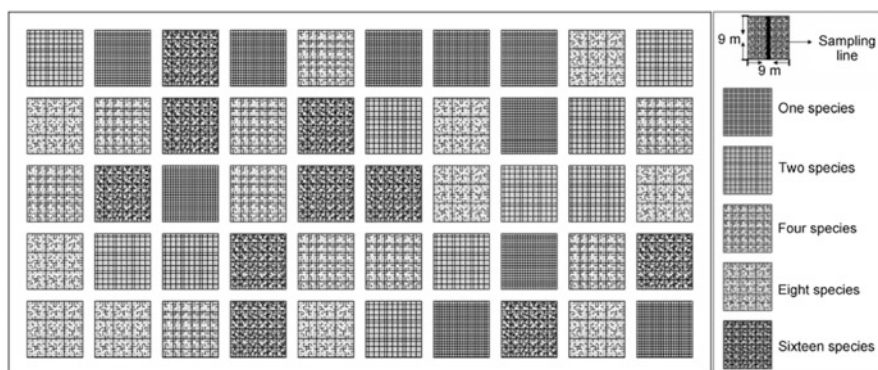 9 m
Sampling
line
9 m
One species
Two species
Four species
Eight species
Sixteen species